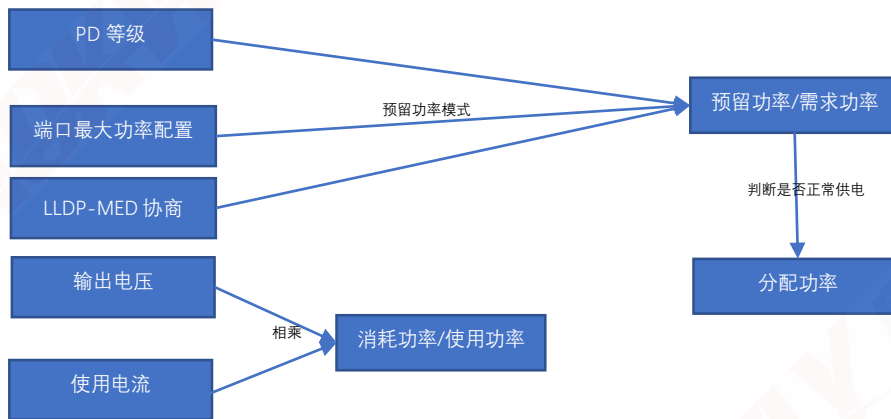 PD 等级
端口最大功率配置
预留功率模式
预留功率/需求功率
LLDP-MED 协商
判断是否正常供电
输出电压
分配功率
相乘
消耗功率/使用功率
使用电流